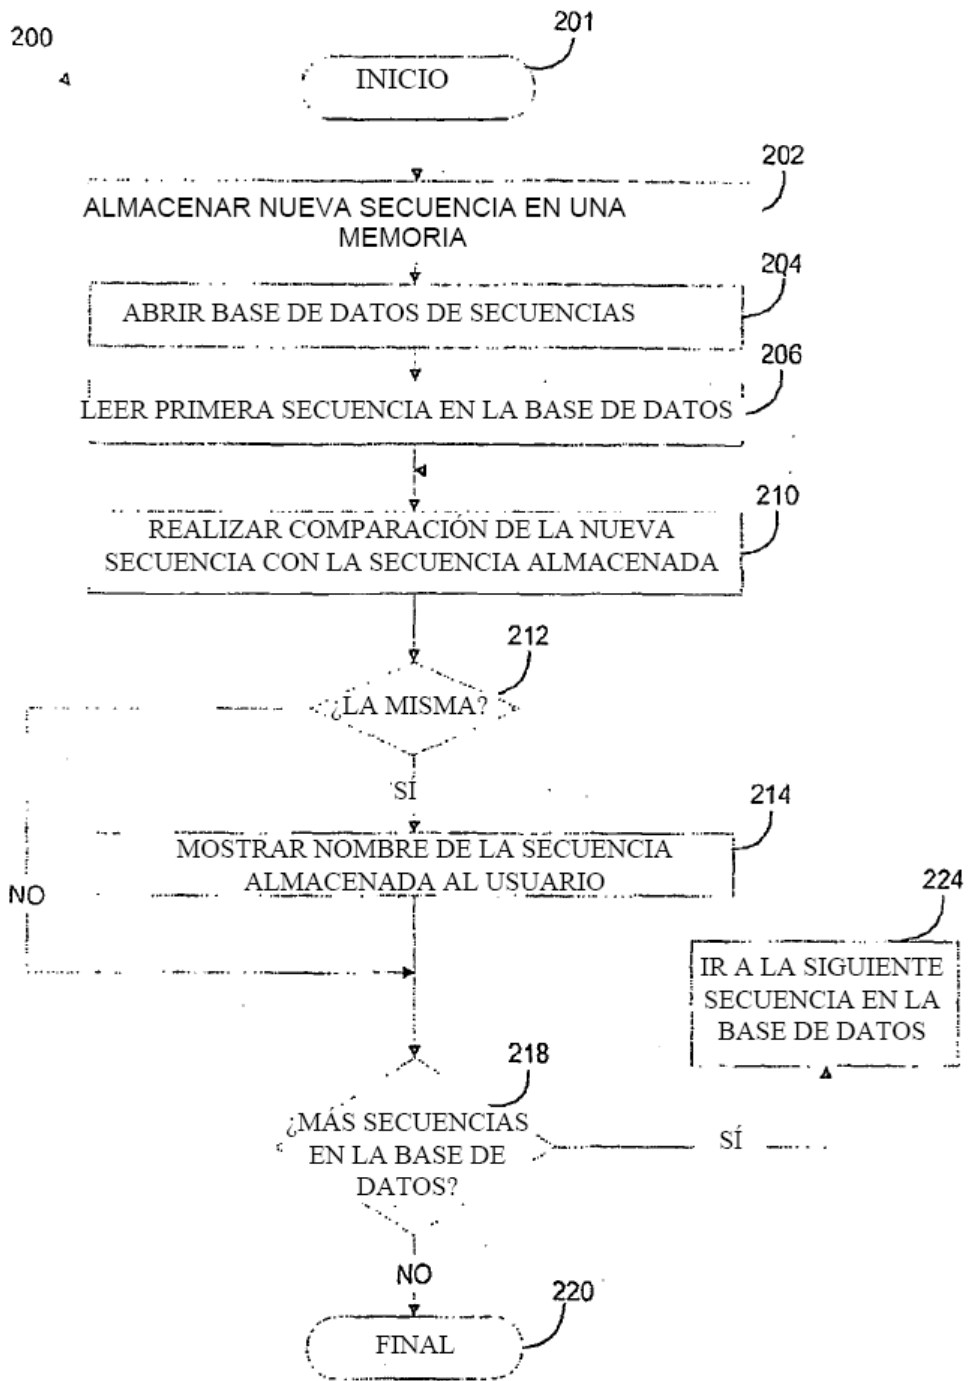 200
201
INICIO
202
ALMACENAR NUEVA SECUENCIA EN UNA
MEMORIA
204
ABRIR BASE DE DATOS DE SECUENCIAS
206
LEER PRIMERA SECUENCIA EN LA BASE DE DATOS
210
REALIZAR COMPARACIÓN DE LA NUEVA
SECUENCIA CON LA SECUENCIA ALMACENADA
212
¿LA MISMA?
SÍ
214
MOSTRAR NOMBRE DE LA SECUENCIA
ALMACENADA AL USUARIO
NO
224
IR A LA SIGUIENTE
SECUENCIA EN LA
BASE DE DATOS
218
¿MÁS SECUENCIAS
EN LA BASE DE
DATOS?
SÍ
NO
220
FINAL